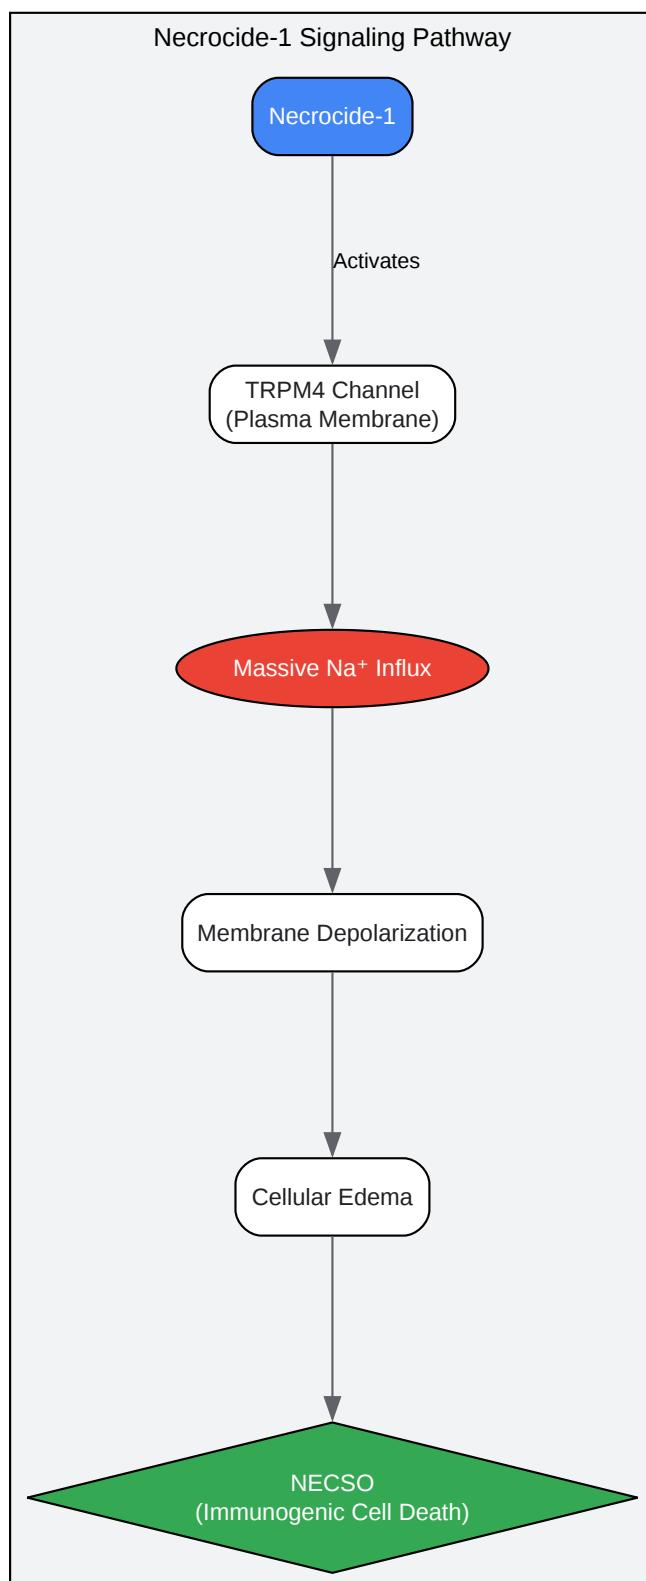 Necrocide-1 Signaling Pathway
Necrocide-1
Activates
TRPM4 Channel
(Plasma Membrane)
Massive Na⁺ Influx
Membrane Depolarization
Cellular Edema
NECSO
(Immunogenic Cell Death)